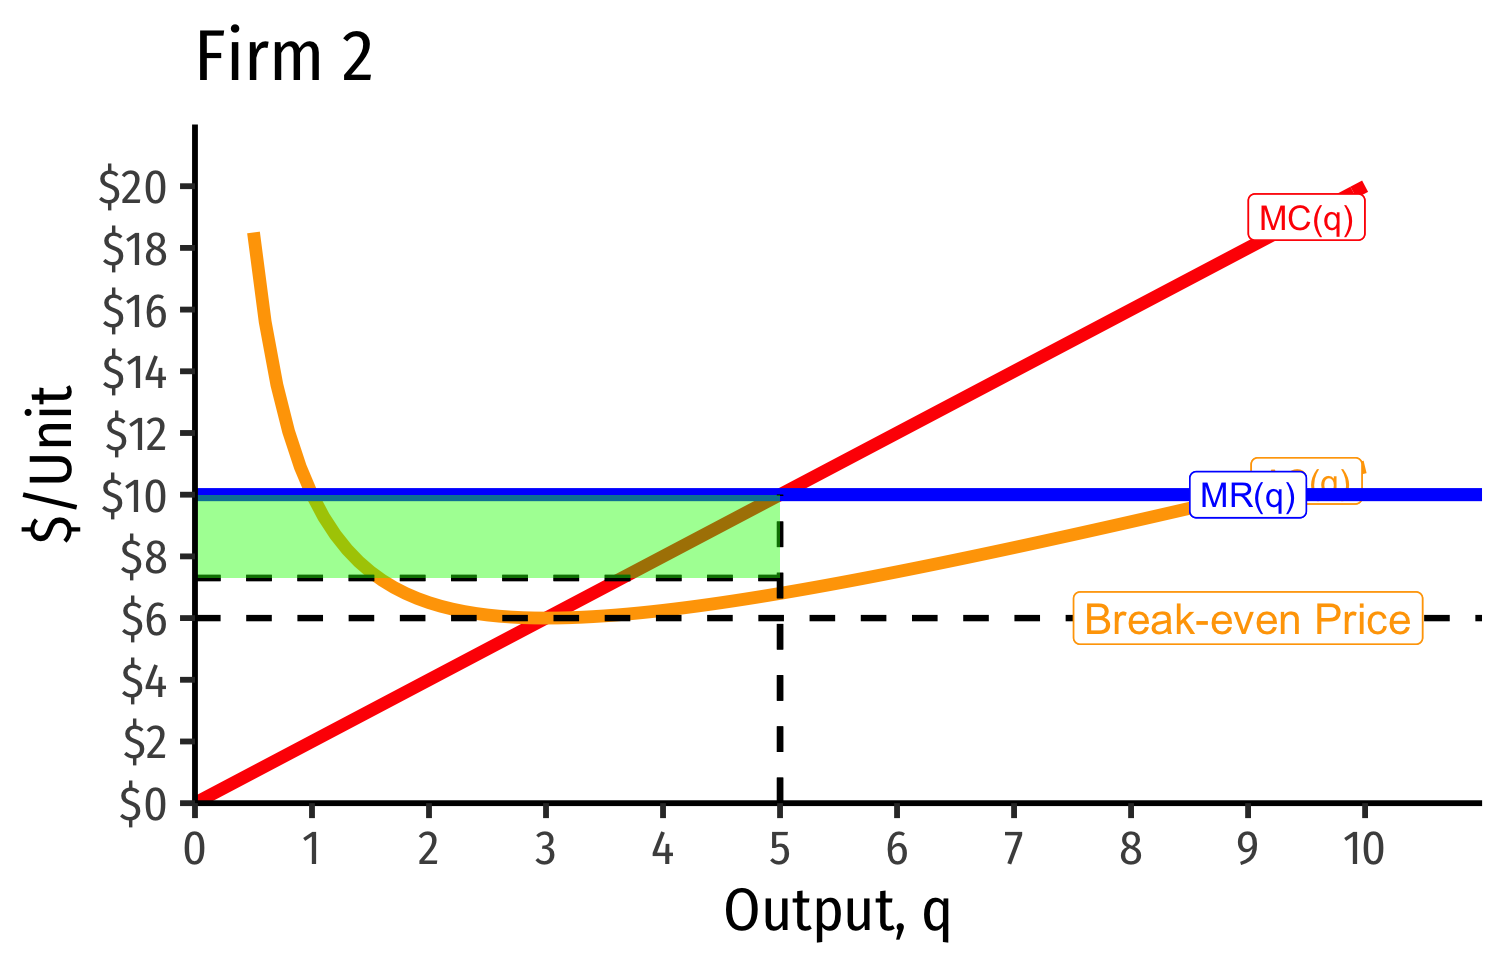 Firm 2
$/Unit
$20
$18
$16
$14
$12
$10
$8
$6
$4
$2
$0
MC(q)
(q)
MR(q)
Break-even Price
0 1 2 3 4 5 6 7 8 9 10
Output, q